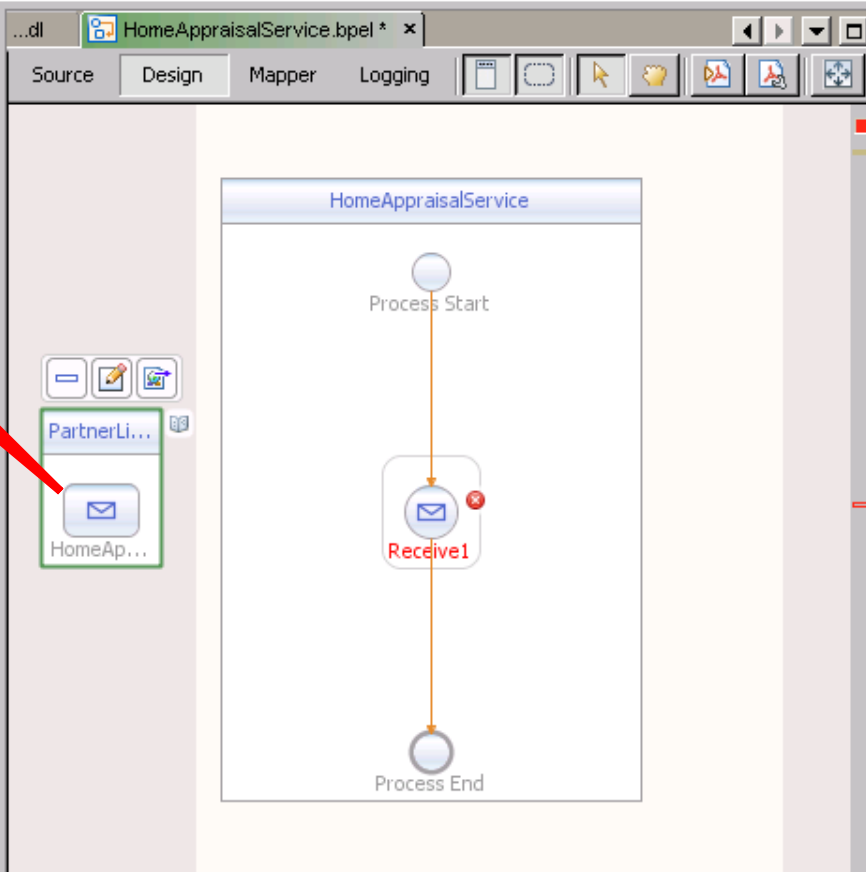 ...dl HomeAppraisalService.bpel * ×
Source Design Mapper Logging
HomeAppraisalService
Process Start
PartnerLi...
HomeAp...
Receive1
Process End